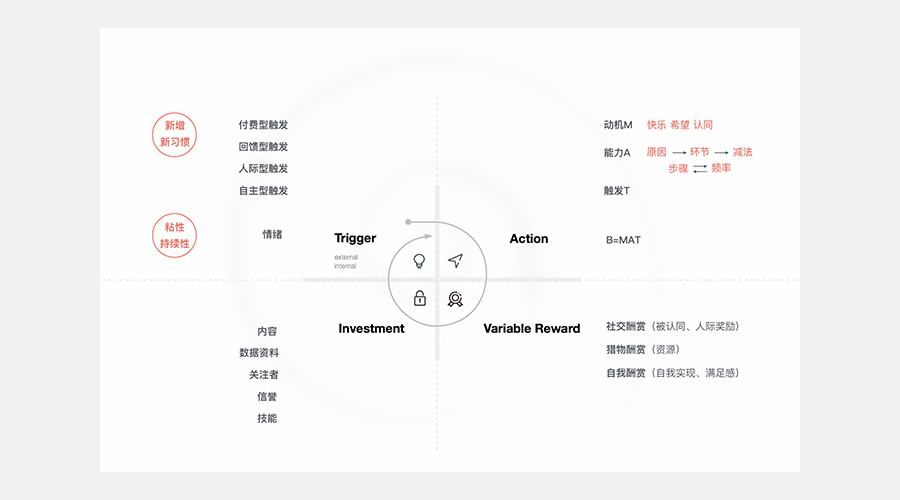 新增
新习惯
付费型触发
回馈型触发
人际型触发
自主型触发
粘性
持续性
情绪
Trigger
external
internal
动机M 快乐 希望 认同
能力A 原因 环节 减法
步骤 频率
触发T
Action
B=MAT
Investment
内容
数据资料
关注者
信誉
技能
Variable Reward
社交酬赏（被认同、人际奖励）
猎物酬赏（资源）
自我酬赏（自我实现、满足感）